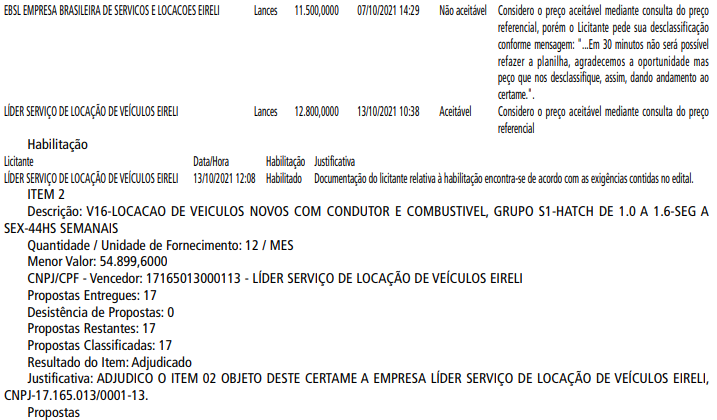 EBSL EMPRESA BRASILEIRA DE SERVICOS E LOCACOES EIRELI Lances 11.500,0000 07/10/2021 14:29 Não aceitável Considero o preço aceitável mediante consulta do preço
referencial, porém o Licitante pede sua desclassificação
conforme mensagem: "...Em 30 minutos não será possível
refazer a planilha, agradecemos a oportunidade mas
peço que nos desclassifique, assim, dando andamento ao
certame.".
LÍDER SERVIÇO DE LOCAÇÃO DE VEÍCULOS EIRELI Lances 12.800,0000 13/10/2021 10:38 Aceitável Considero o preço aceitável mediante consulta do preço
referencial
Habilitação
Licitante Data/Hora Habilitação Justificativa
LÍDER SERVIÇO DE LOCAÇÃO DE VEÍCULOS EIRELI 13/10/2021 12:08 Habilitado Documentação do licitante relativa à habilitação encontra-se de acordo com as exigências contidas no edital.
ITEM 2
Descrição: V16-LOCACAO DE VEICULOS NOVOS COM CONDUTOR E COMBUSTIVEL, GRUPO S1-HATCH DE 1.0 A 1.6-SEG A
SEX-44HS SEMANAIS
Quantidade / Unidade de Fornecimento: 12 / MES
Menor Valor: 54.899,6000
CNPJ/CPF - Vencedor: 17165013000113 - LÍDER SERVIÇO DE LOCAÇÃO DE VEÍCULOS EIRELI
Propostas Entregues: 17
Desistência de Propostas: 0
Propostas Restantes: 17
Propostas Classificadas: 17
Resultado do Item: Adjudicado
Justificativa: ADJUDICO O ITEM 02 OBJETO DESTE CERTAME A EMPRESA LÍDER SERVIÇO DE LOCAÇÃO DE VEÍCULOS EIRELI,
CNPJ-17.165.013/0001-13.
Propostas